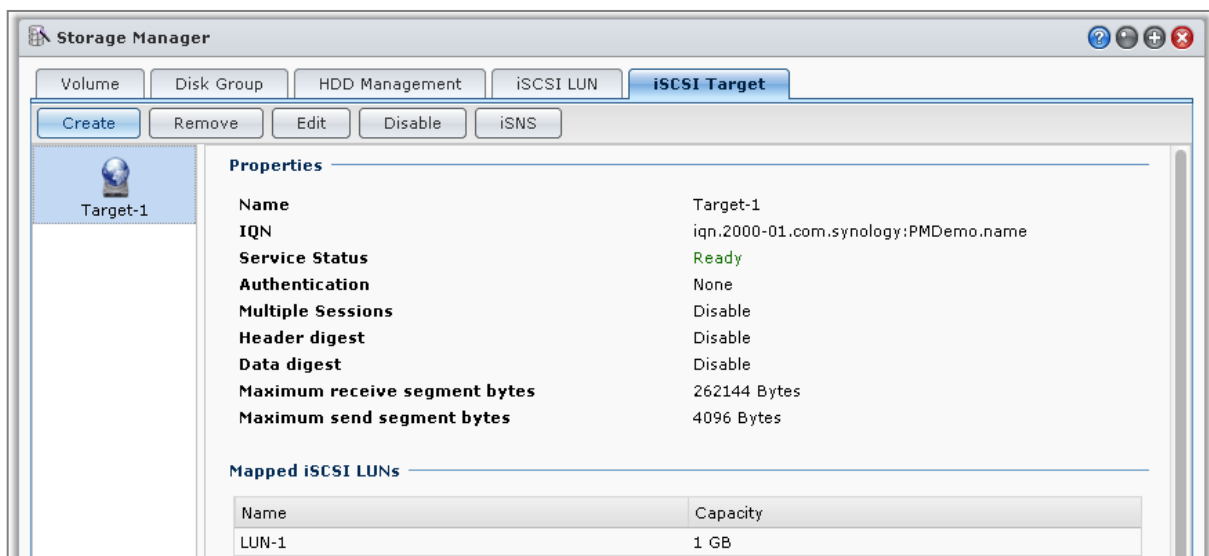 Storage Manager
Volume Disk Group HDD Management iSCSI LUN iSCSI Target
Create Remove Edit Disable iSNS
Target-1
Properties
Name Target-1
IQN iqn.2000-01.com.synology:PMDemo.name
Service Status Ready
Authentication None
Multiple Sessions Disable
Header digest Disable
Data digest Disable
Maximum receive segment bytes 262144 Bytes
Maximum send segment bytes 4096 Bytes
Mapped iSCSI LUNs
Name Capacity
LUN-1 1 GB